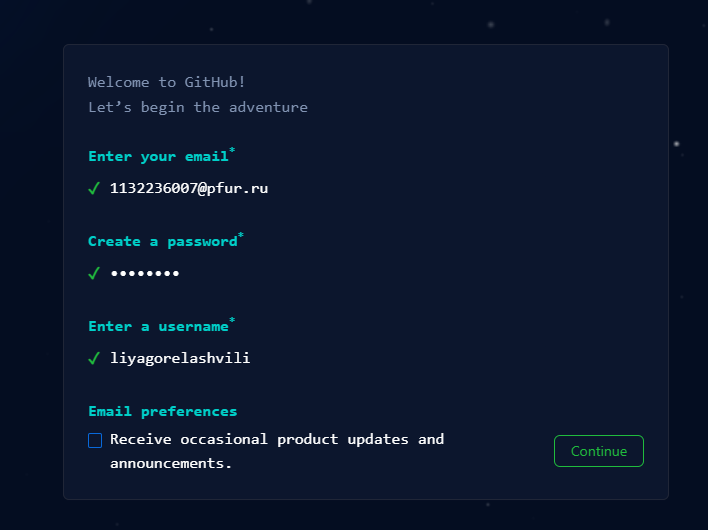 Welcome to GitHub!
Let’s begin the adventure
Enter your email*
✓ 1132236007@pfur.ru
Create a password*
✓ ••••••••
Enter a username*
✓ liyagorelashvili
Email preferences
Receive occasional product updates and
announcements.
Continue